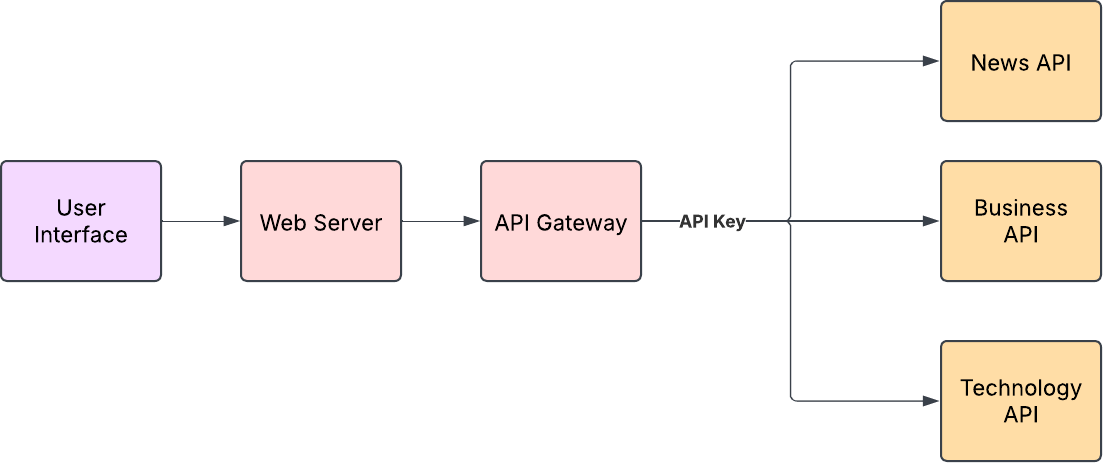 News API
User
Interface
Web Server
API Gateway
API Key
Business
API
Technology
API